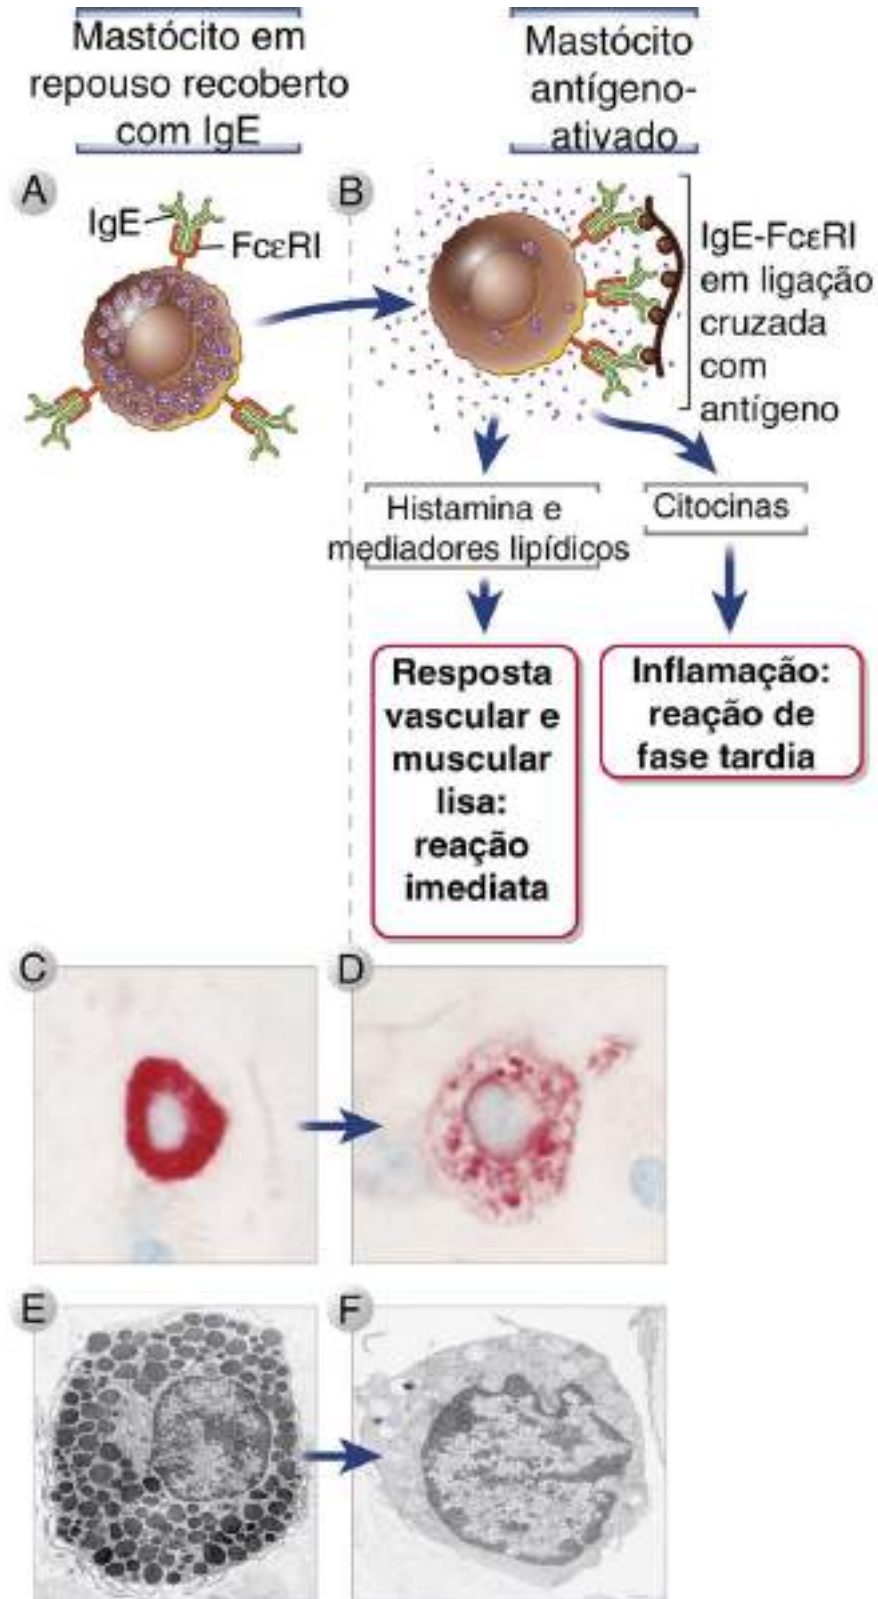 Mastócito em
repouso recoberto
com IgE
Mastócito
antígeno-
ativado
A
IgE
FcεRI
B
IgE-FcεRI
em ligação
cruzada
com
antígeno
Histamina e
mediadores lipídicos
Citocinas
Resposta
vascular e
muscular
lisa:
reação
imediata
Inflamação:
reação de
fase tardia
C
D
E
F